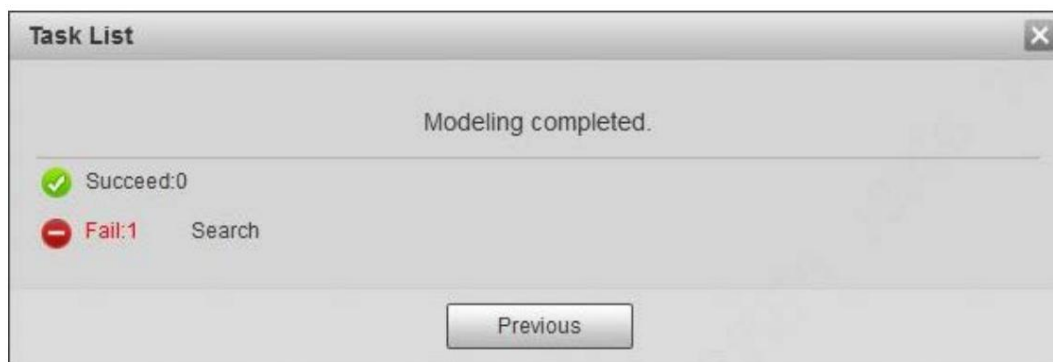 Task List
Modeling completed.
Succeed:0
Fail:1 Search
Previous